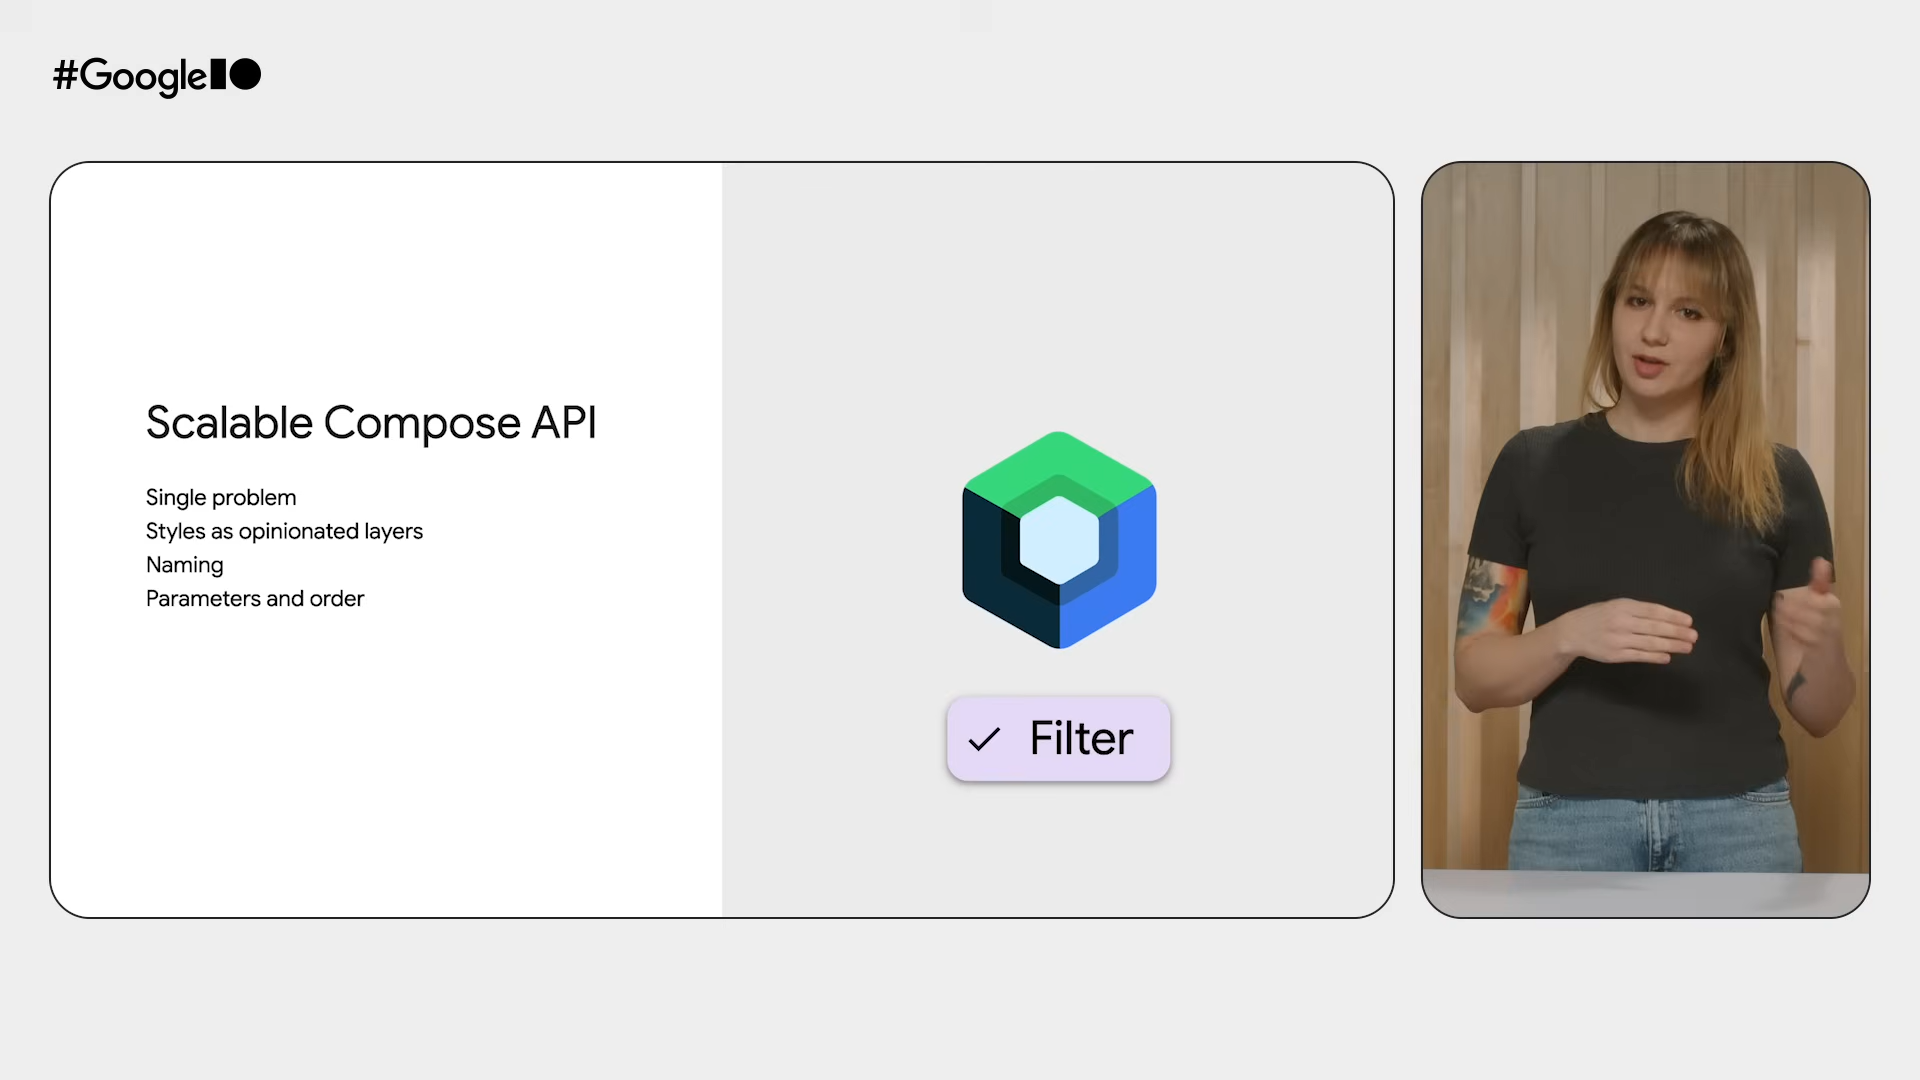 #GoogleIO
Scalable Compose API
Single problem
Styles as opinionated layers
Naming
Parameters and order
Filter